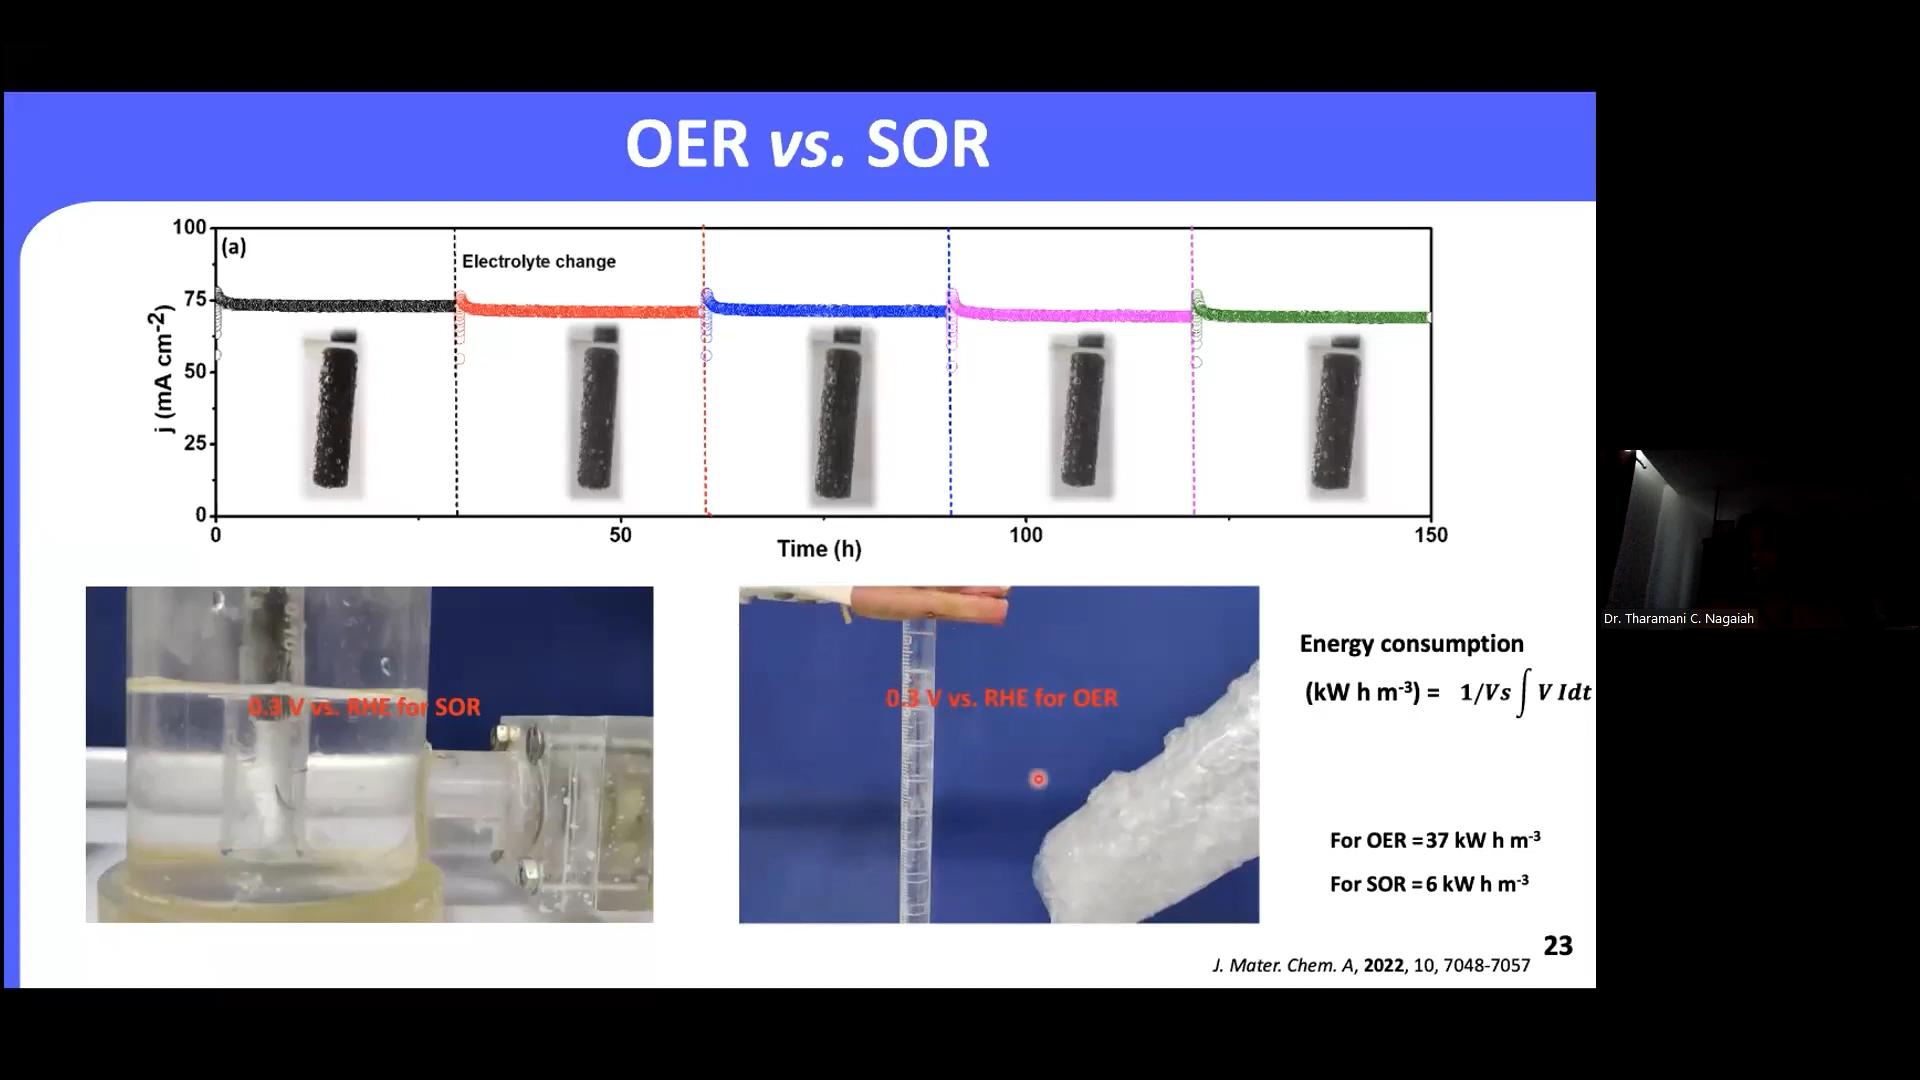 OER vs. SOR
(a)
Electrolyte change
100
75
50
25
0
j (mA cm-2)
0
50
100
150
Time (h)
0.3 V vs. RHE for SOR
0.3 V vs. RHE for OER
Energy consumption
(kW h m-3) = 1/Vs ∫ V Idt
For OER = 37 kW h m-3
For SOR = 6 kW h m-3
23
J. Mater. Chem. A, 2022, 10, 7048-7057
Dr. Tharamani C. Nagaiah